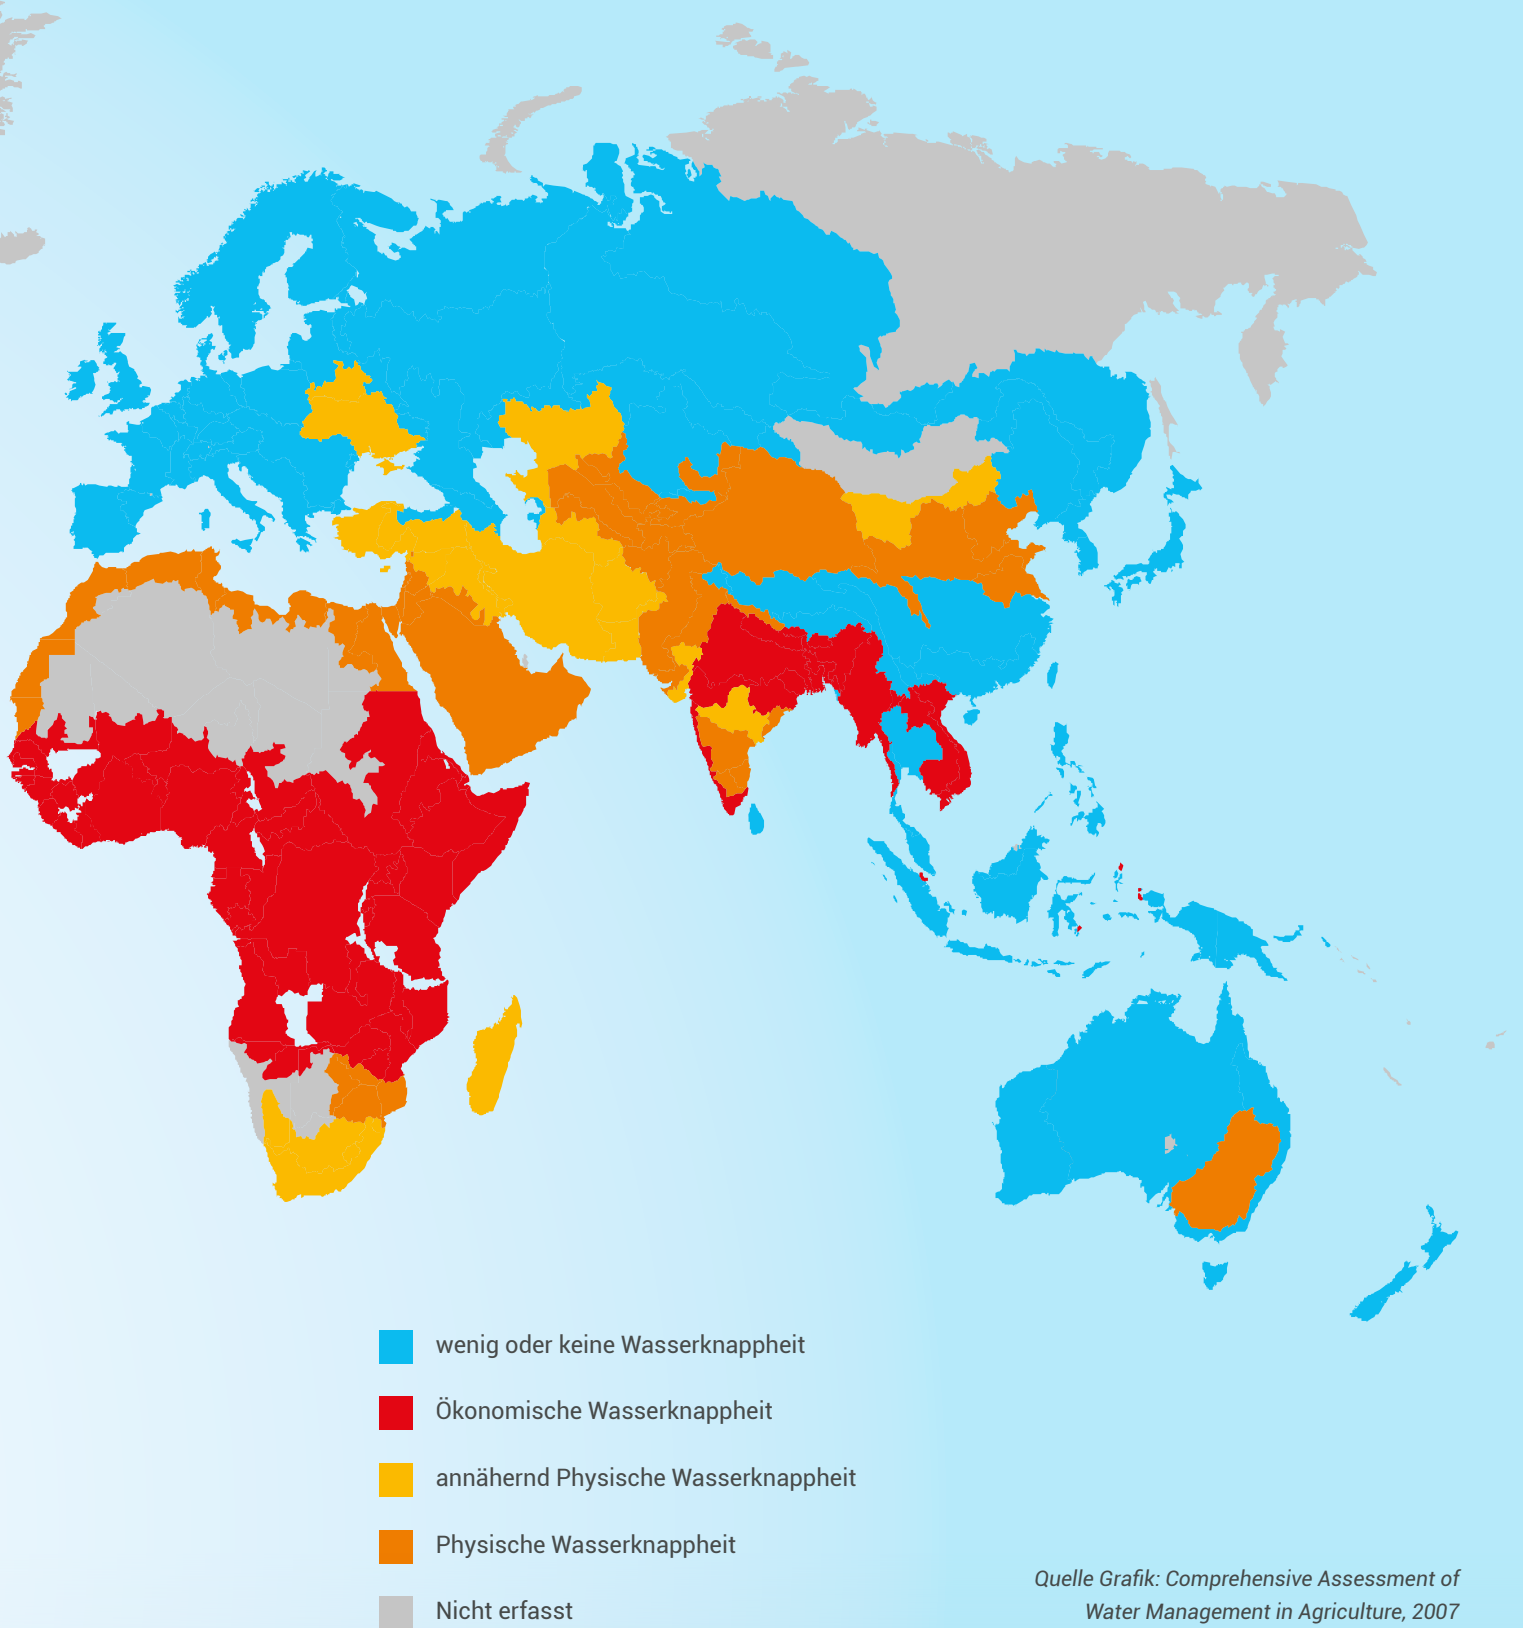 wenig oder keine Wasserknappheit
Ökonomische Wasserknappheit
annähernd Physische Wasserknappheit
Physische Wasserknappheit
Nicht erfasst
Quelle Grafik: Comprehensive Assessment of
Water Management in Agriculture, 2007